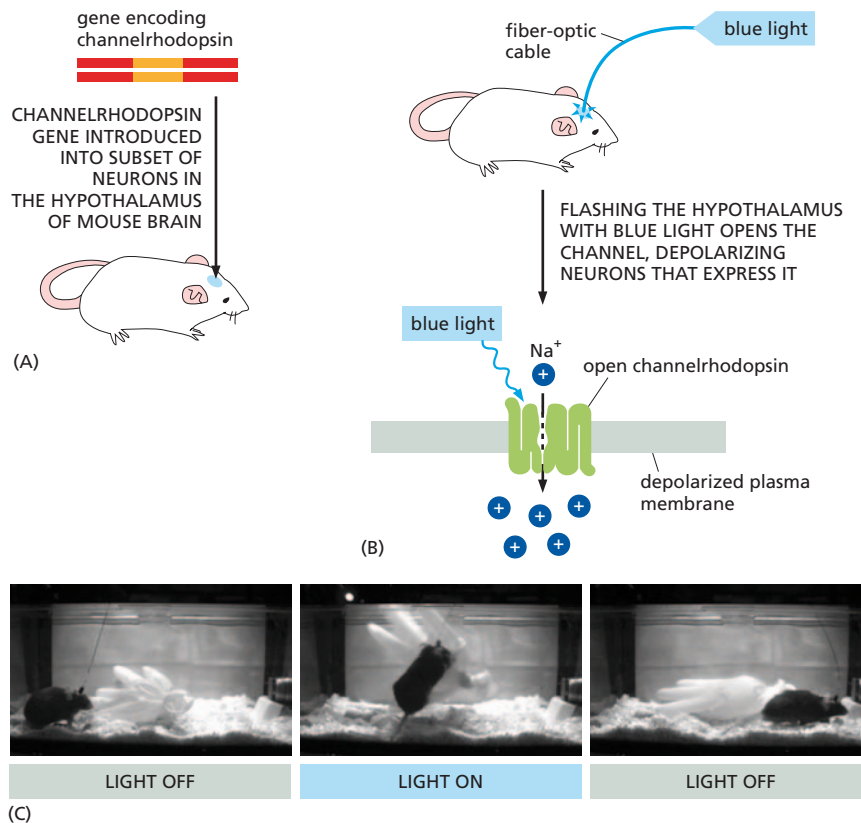 gene encoding
channelrhodopsin
CHANNELRHODOPSIN
GENE INTRODUCED
INTO SUBSET OF
NEURONS IN
THE HYPOTHALAMUS
OF MOUSE BRAIN
(A)
fiber-optic
cable
blue light
FLASHING THE HYPOTHALAMUS
WITH BLUE LIGHT OPENS THE
CHANNEL, DEPOLARIZING
NEURONS THAT EXPRESS IT
blue light
Na⁺
+
open channelrhodopsin
depolarized plasma
membrane
+ + +
+ +
(B)
LIGHT OFF
LIGHT ON
LIGHT OFF
(C)